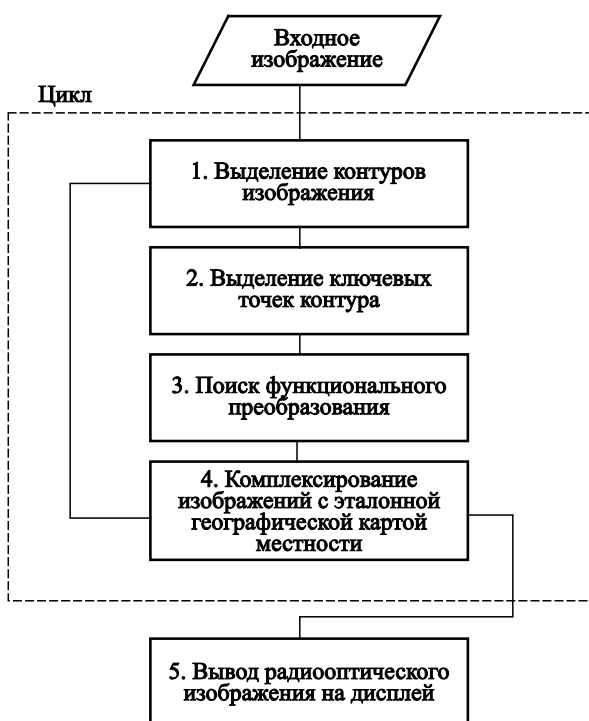 Входное
изображение
Цикл
1. Выделение контуров
изображения
2. Выделение ключевых
точек контура
3. Поиск функционального
преобразования
4. Комплексирование
изображений с эталонной
географической картой
местности
5. Вывод радиооптического
изображения на дисплей